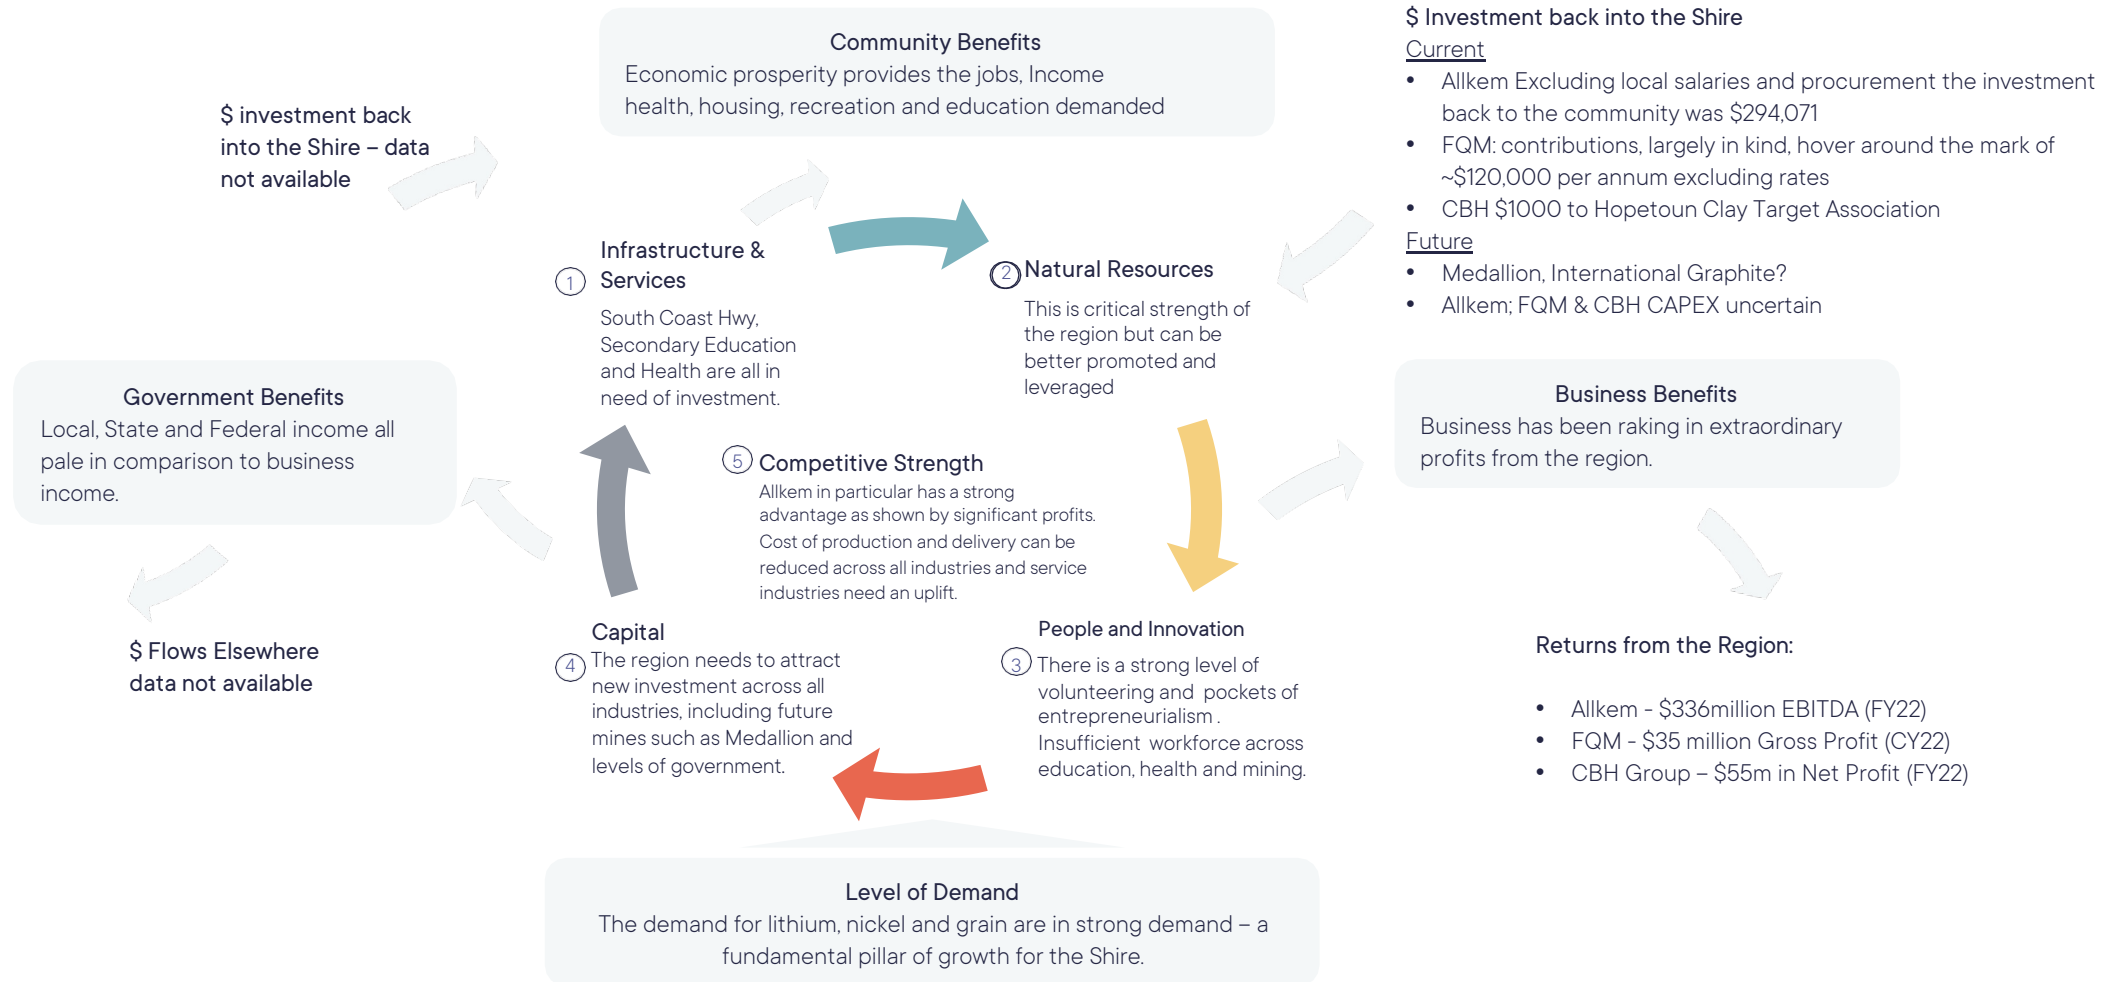 Community Benefits
Economic prosperity provides the jobs, Income
health, housing, recreation and education demanded
$ Investment back into the Shire
Current
• Allkem Excluding local salaries and procurement the investment
back to the community was $294,071
• FQM: contributions, largely in kind, hover around the mark of
~$120,000 per annum excluding rates
• CBH $1000 to Hopetoun Clay Target Association
Future
• Medallion, International Graphite?
• Allkem; FQM & CBH CAPEX uncertain
$ investment back
into the Shire – data
not available
1
Infrastructure &
Services
South Coast Hwy,
Secondary Education
and Health are all in
need of investment.
2
Natural Resources
This is critical strength of
the region but can be
better promoted and
leveraged
Government Benefits
Local, State and Federal income all
pale in comparison to business
income.
5
Competitive Strength
Allkem in particular has a strong
advantage as shown by significant profits.
Cost of production and delivery can be
reduced across all industries and service
industries need an uplift.
Business Benefits
Business has been raking in extraordinary
profits from the region.
$ Flows Elsewhere
data not available
4
Capital
The region needs to attract
new investment across all
industries, including future
mines such as Medallion and
levels of government.
3
People and Innovation
There is a strong level of
volunteering and pockets of
entrepreneurialism .
Insufficient workforce across
education, health and mining.
Returns from the Region:
• Allkem - $336million EBITDA (FY22)
• FQM - $35 million Gross Profit (CY22)
• CBH Group – $55m in Net Profit (FY22)
Level of Demand
The demand for lithium, nickel and grain are in strong demand – a
fundamental pillar of growth for the Shire.